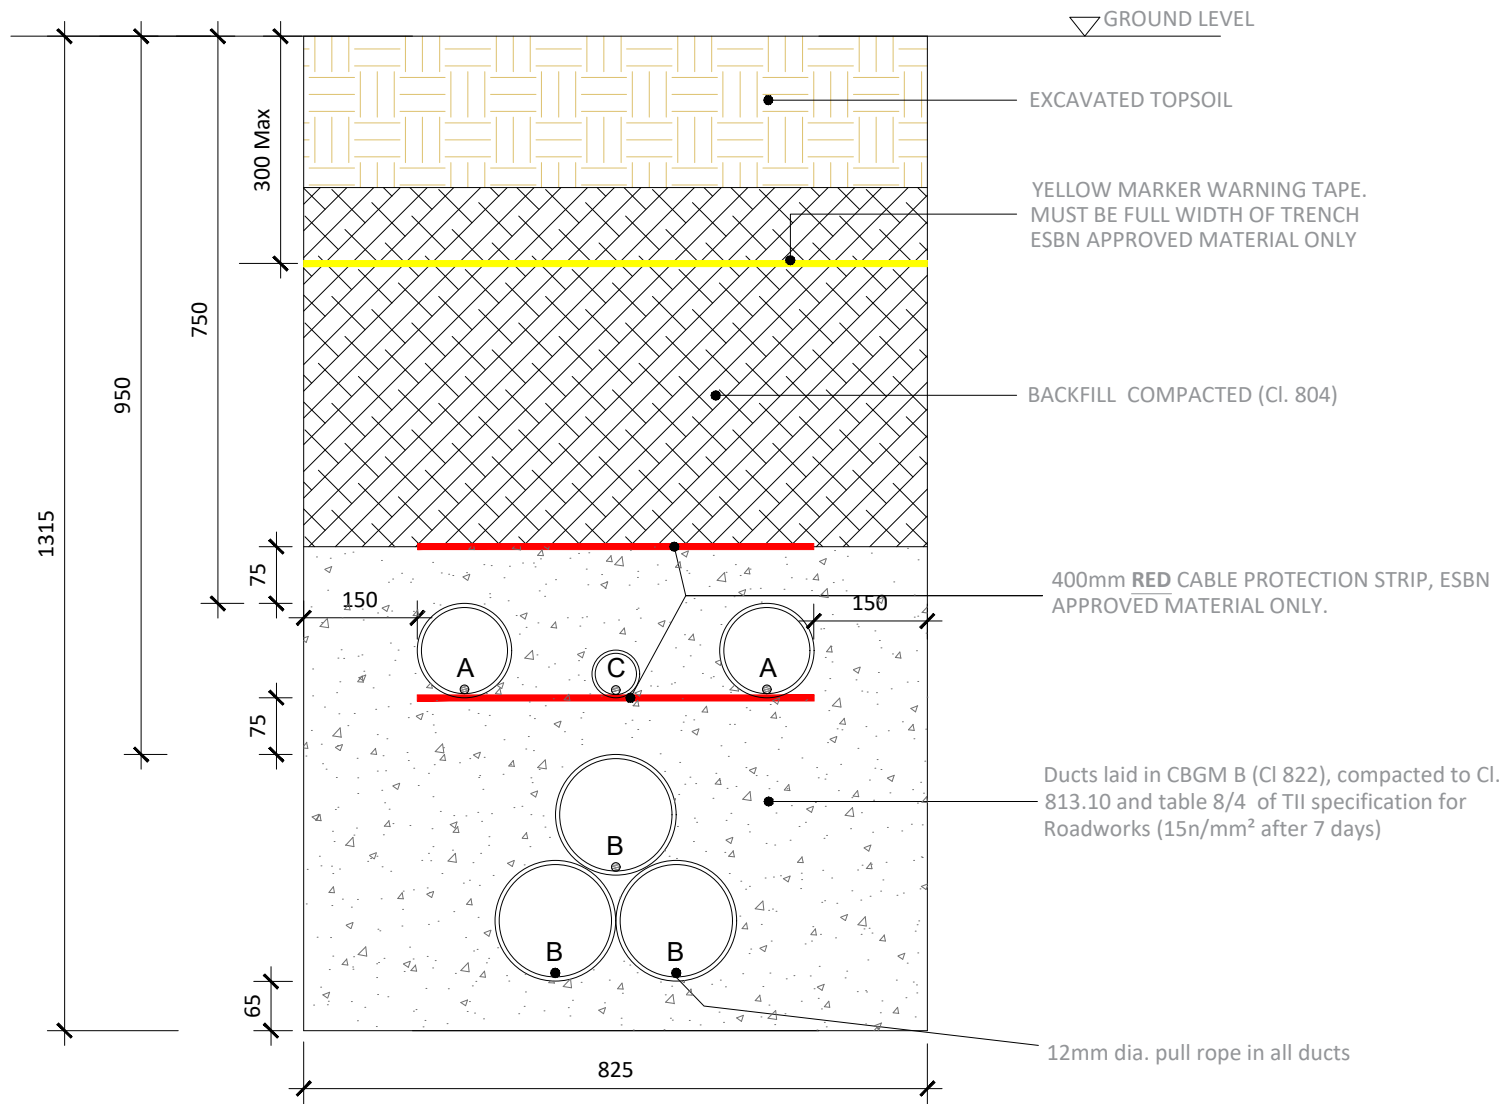 GROUND LEVEL
EXCAVATED TOPSOIL
300 Max
YELLOW MARKER WARNING TAPE.
MUST BE FULL WIDTH OF TRENCH
ESBN APPROVED MATERIAL ONLY
750
950
BACKFILL  COMPACTED (Cl. 804)
1315
75
400mm RED CABLE PROTECTION STRIP, ESBN
APPROVED MATERIAL ONLY.
150
150
A
C
A
75
Ducts laid in CBGM B (Cl 822), compacted to Cl.
813.10 and table 8/4  of TII specification for
Roadworks (15n/mm² after 7 days)
B
B
B
65
12mm dia. pull rope in all ducts
825